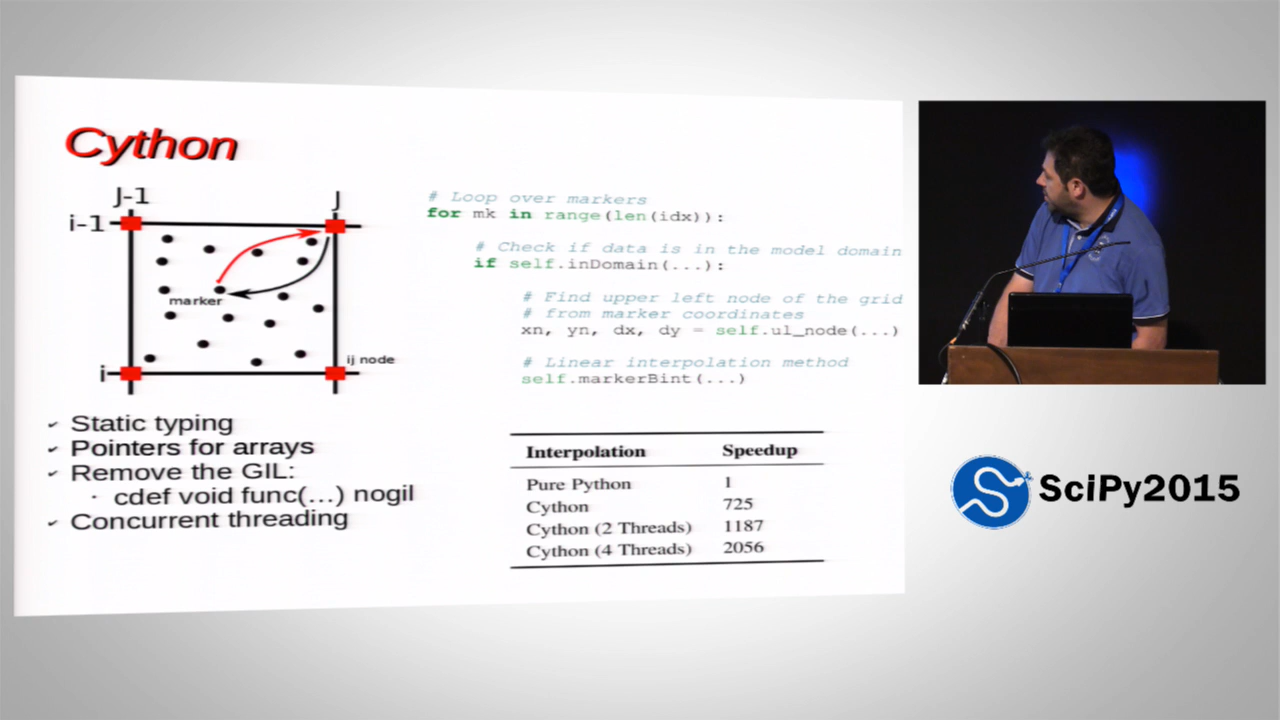 Cython
J-1
J
i-1
marker
ij node
i
# Loop over markers
for mk in range(len(idx)):
# Check if data is in the model domain
if self.inDomain(...):
# Find upper left node of the grid
# from marker coordinates
xn, yn, dx, dy = self.ul_node(...)
# Linear interpolation method
self.markerBint(...)
✓ Static typing
✓ Pointers for arrays
✓ Remove the GIL:
· cdef void func(...) nogil
✓ Concurrent threading
Interpolation Speedup
Pure Python 1
Cython 725
Cython (2 Threads) 1187
Cython (4 Threads) 2056
SciPy2015